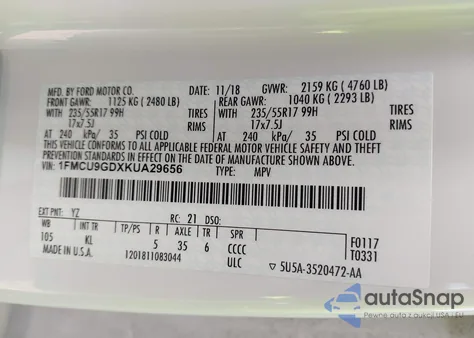 MFD. BY FORD MOTOR CO. 11/18 GVWR: 2159 KG ( 4760 LB)
FRONT GAWR: 1125 KG ( 2480 LB) REAR GAWR: 1040 KG ( 2293 LB)
WITH 235/55R17 99H TIRES WITH 235/55R17 99H TIRES
17x7.5J RIMS 17x7.5J RIMS
AT 240 kPa/ 35 PSI COLD AT 240 kPa/ 35 PSI COLD
THIS VEHICLE CONFORMS TO ALL APPLICABLE FEDERAL MOTOR VEHICLE SAFETY AND THEFT
PREVENTION STANDARDS IN EFFECT ON THE DATE OF MANUFACTURE SHOWN ABOVE.
VIN: 1FMCU9GDXKUA29656 TYPE: MPV
EXT PNT: YZ RC: 21 DSO:
WB TP/PS R AXLE TR SPR F0117
105 KL 5 35 6 CCCC T0331
MADE IN U.S.A. 1201811083044 ULC ▽ 5U5A-3520472-AA
autoSnap
Pewne auto z USA i EU